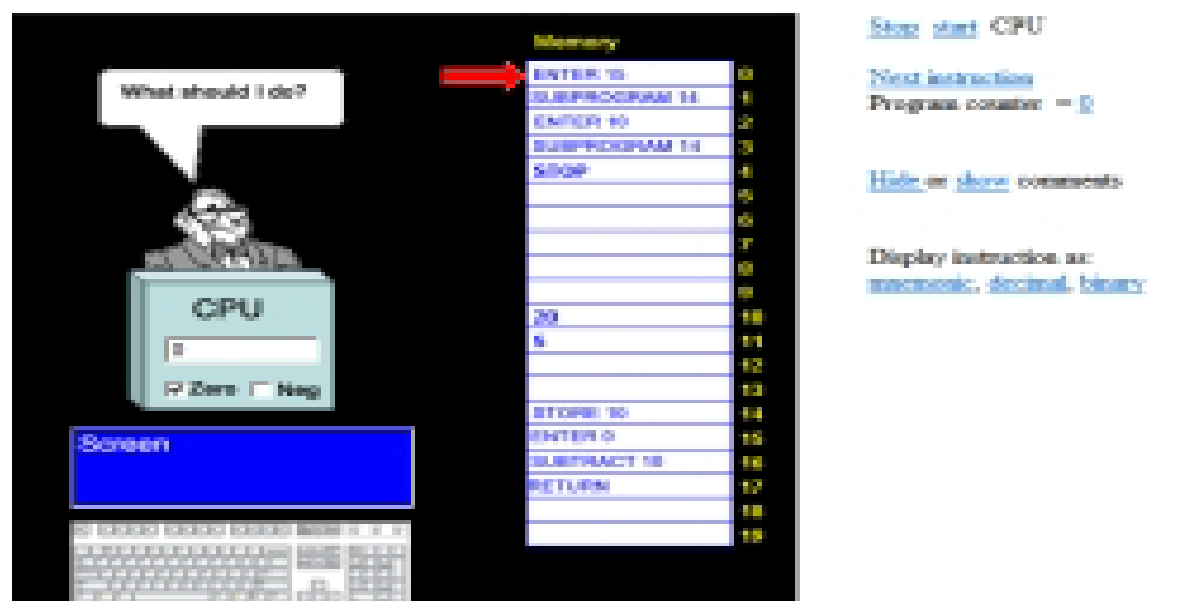 Memory
What should I do?
ENTER 15 0
SUBPROGRAM 14 1
ENTER 10 2
SUBPROGRAM 14 3
STOP 4
5
6
7
8
9
20 10
5 11
12
13
STORE 10 14
ENTER 0 15
SUBTRACT 10 16
RETURN 17
18
19
CPU
0
Zero Neg
Screen
Stop start CPU
Next instruction
Program counter = 0
Hide or show comments
Display instruction as:
mnemonic, decimal, binary